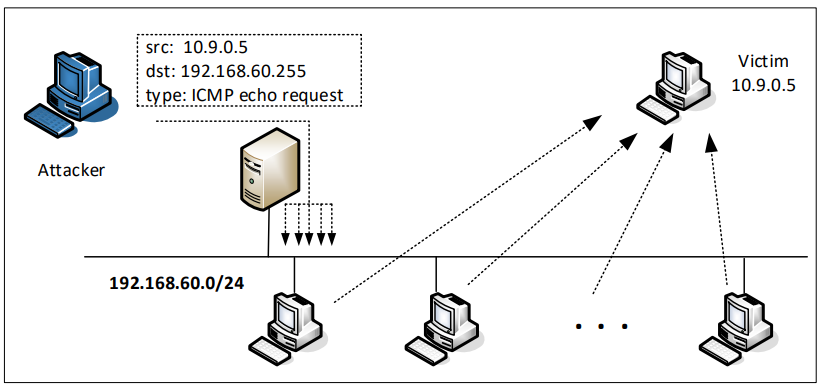 src: 10.9.0.5
dst: 192.168.60.255
type: ICMP echo request
Attacker
Victim
10.9.0.5
192.168.60.0/24
. . .